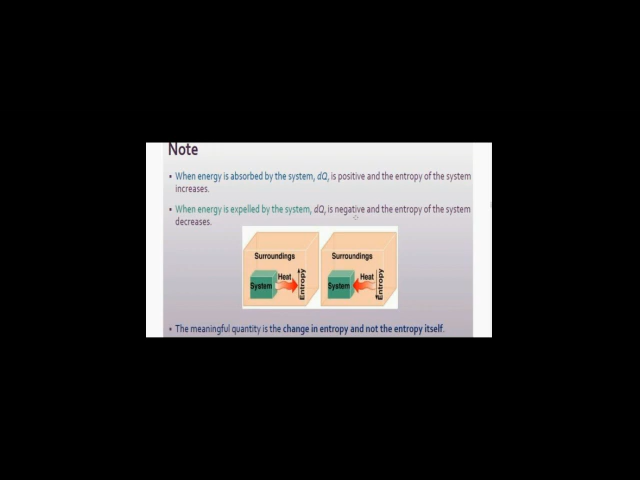 Note
• When energy is absorbed by the system, dQ, is positive and the entropy of the system
increases.
• When energy is expelled by the system, dQ, is negative and the entropy of the system
decreases.
Surroundings
Heat
System
Entropy
Surroundings
Heat
System
Entropy
• The meaningful quantity is the change in entropy and not the entropy itself.